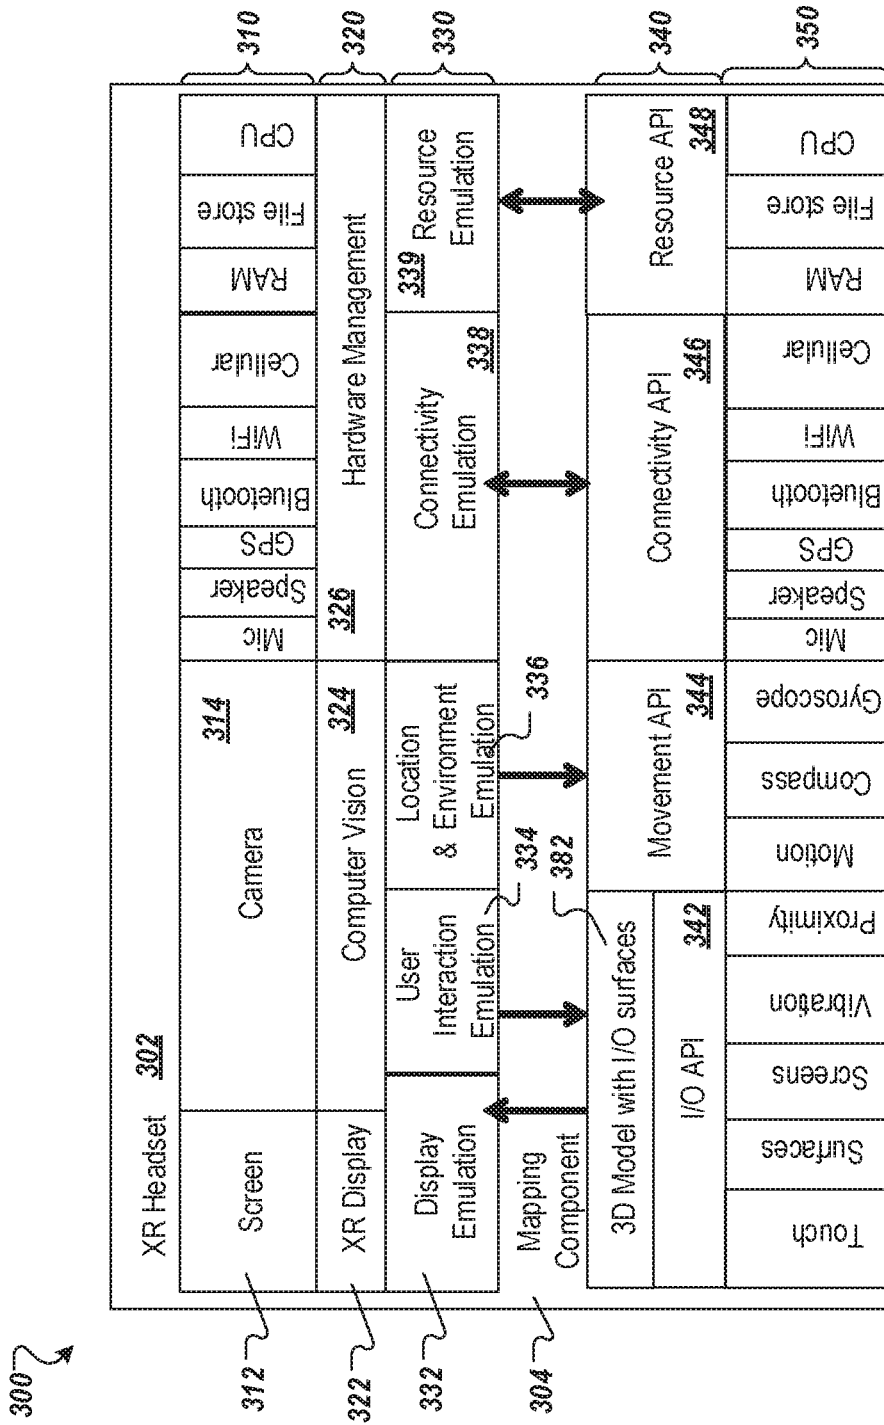 300
XR Headset
302
Screen
312
Camera
314
Mic
Speaker
GPS
Bluetooth
WiFi
Cellular
RAM
File store
CPU
310
XR Display
322
Computer Vision
324
326
Hardware Management
320
Display
Emulation
332
User
Interaction
Emulation
334
Location
& Environment
Emulation
336
Connectivity
Emulation
338
339
Resource
Emulation
330
Mapping
Component
304
382
3D Model with I/O surfaces
I/O API
342
Movement API
344
Connectivity API
346
Resource API
348
340
Touch
Surfaces
Screens
Vibration
Proximity
Motion
Compass
Gyroscope
Mic
Speaker
GPS
Bluetooth
WiFi
Cellular
RAM
File store
CPU
350